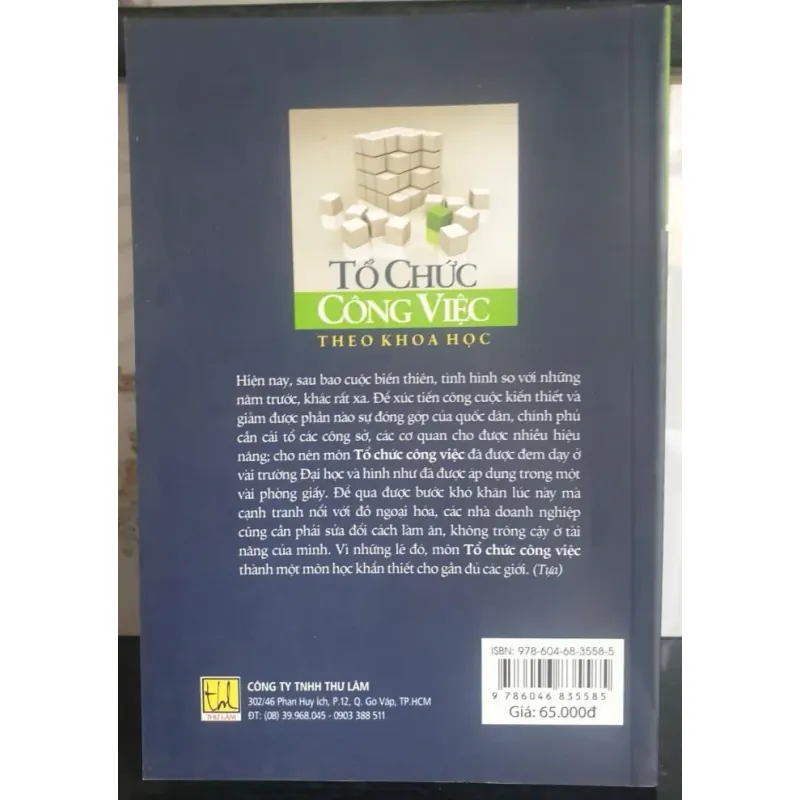 TỔ CHỨC
CÔNG VIỆC
THEO KHOA HỌC
Hiện nay, sau bao cuộc biến thiên, tình hình so với những
năm trước, khác rất xa. Để xúc tiến công cuộc kiến thiết và
giảm được phần nào sự đóng góp của quốc dân, chính phủ
cần cải tổ các công sở, các cơ quan cho được nhiều hiệu
năng; cho nên môn Tổ chức công việc đã được đem dạy ở
vài trường Đại học và hình như đã được áp dụng trong một
vài phòng giấy. Để qua được bước khó khăn lúc này mà
cạnh tranh nổi với đồ ngoại hóa, các nhà doanh nghiệp
cũng cần phải sửa đổi cách làm ăn, không trông cậy ở tài
năng của mình. Vì những lẽ đó, môn Tổ chức công việc
thành một môn học khẩn thiết cho gần đủ các giới. (Tựa)
ISBN: 978-604-68-3558-5
9 786046 835585
Giá: 65.000đ
thl
THƯ LÂM
CÔNG TY TNHH THƯ LÂM
302/46 Phan Huy Ích, P.12, Q. Gò Vấp, TP.HCM
ĐT: (08) 39.968.045 - 0903 388 511